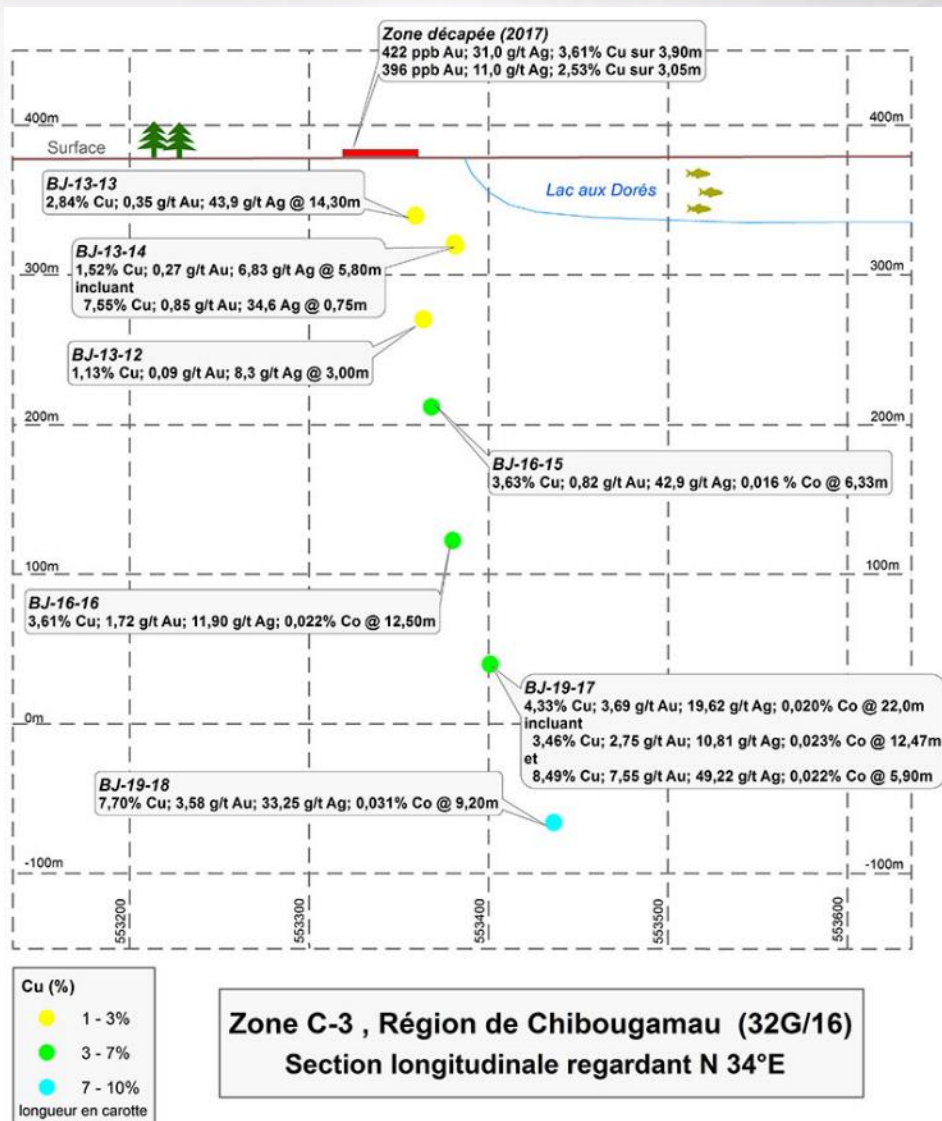 Zone décapée (2017)
422 ppb Au; 31,0 g/t Ag; 3,61% Cu sur 3,90m
396 ppb Au; 11,0 g/t Ag; 2,53% Cu sur 3,05m
400m
400m
Surface
BJ-13-13
2,84% Cu; 0,35 g/t Au; 43,9 g/t Ag @ 14,30m
Lac aux Dorés
BJ-13-14
1,52% Cu; 0,27 g/t Au; 6,83 g/t Ag @ 5,80m
incluant
7,55% Cu; 0,85 g/t Au; 34,6 Ag @ 0,75m
300m
300m
BJ-13-12
1,13% Cu; 0,09 g/t Au; 8,3 g/t Ag @ 3,00m
200m
200m
BJ-16-15
3,63% Cu; 0,82 g/t Au; 42,9 g/t Ag; 0,016 % Co @ 6,33m
100m
100m
BJ-16-16
3,61% Cu; 1,72 g/t Au; 11,90 g/t Ag; 0,022% Co @ 12,50m
BJ-19-17
4,33% Cu; 3,69 g/t Au; 19,62 g/t Ag; 0,020% Co @ 22,0m
incluant
3,46% Cu; 2,75 g/t Au; 10,81 g/t Ag; 0,023% Co @ 12,47m
et
8,49% Cu; 7,55 g/t Au; 49,22 g/t Ag; 0,022% Co @ 5,90m
0m
BJ-19-18
7,70% Cu; 3,58 g/t Au; 33,25 g/t Ag; 0,031% Co @ 9,20m
-100m
-100m
553200
553300
553400
553500
553600
Cu (%)
1 - 3%
3 - 7%
7 - 10%
longueur en carotte
Zone C-3 , Région de Chibougamau (32G/16)
Section longitudinale regardant N 34°E